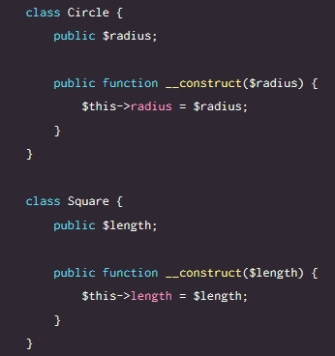 class Circle {
    public $radius;

    public function __construct($radius) {
        $this->radius = $radius;
    }
}

class Square {
    public $length;

    public function __construct($length) {
        $this->length = $length;
    }
}